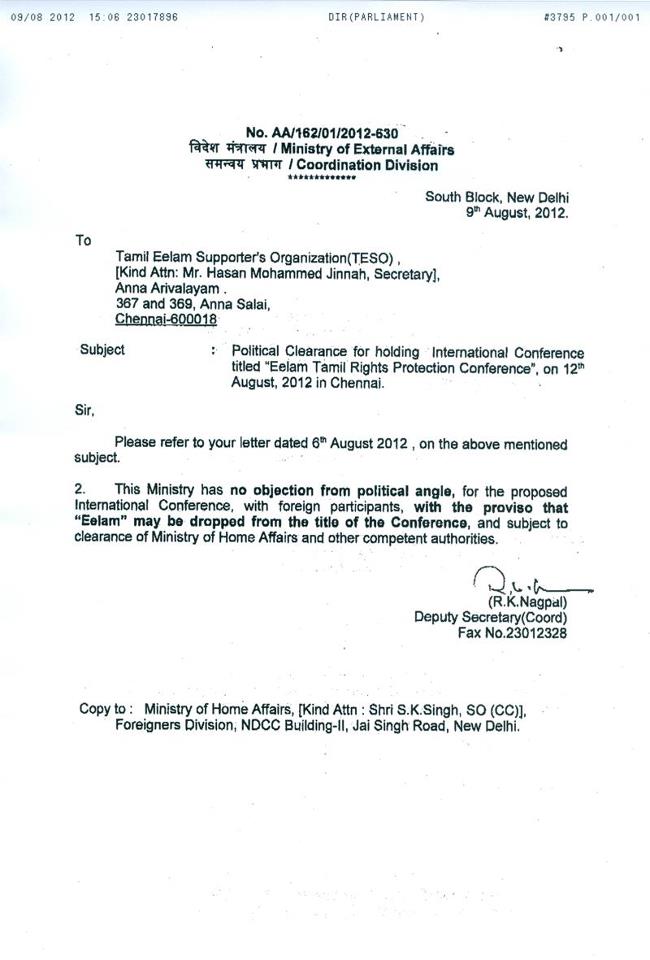 09/08 2012 15:06 23017896 DIR(PARLIAMENT) #3795 P.001/001
No. AA/162/01/2012-630
विदेश मंत्रालय / Ministry of External Affairs
समन्वय प्रभाग / Coordination Division
*************
South Block, New Delhi
9th August, 2012.
To
Tamil Eelam Supporter's Organization(TESO) ,
[Kind Attn: Mr. Hasan Mohammed Jinnah, Secretary],
Anna Arivalayam .
367 and 369, Anna Salai,
Chennai-600018
Subject : Political Clearance for holding International Conference
titled “Eelam Tamil Rights Protection Conference”, on 12th
August, 2012 in Chennai.
Sir,
Please refer to your letter dated 6th August 2012 , on the above mentioned
subject.
2. This Ministry has no objection from political angle, for the proposed
International Conference, with foreign participants, with the proviso that
“Eelam” may be dropped from the title of the Conference, and subject to
clearance of Ministry of Home Affairs and other competent authorities.
(R.K.Nagpal)
Deputy Secretary(Coord)
Fax No.23012328
Copy to : Ministry of Home Affairs, [Kind Attn : Shri S.K.Singh, SO (CC)],
Foreigners Division, NDCC Building-II, Jai Singh Road, New Delhi.